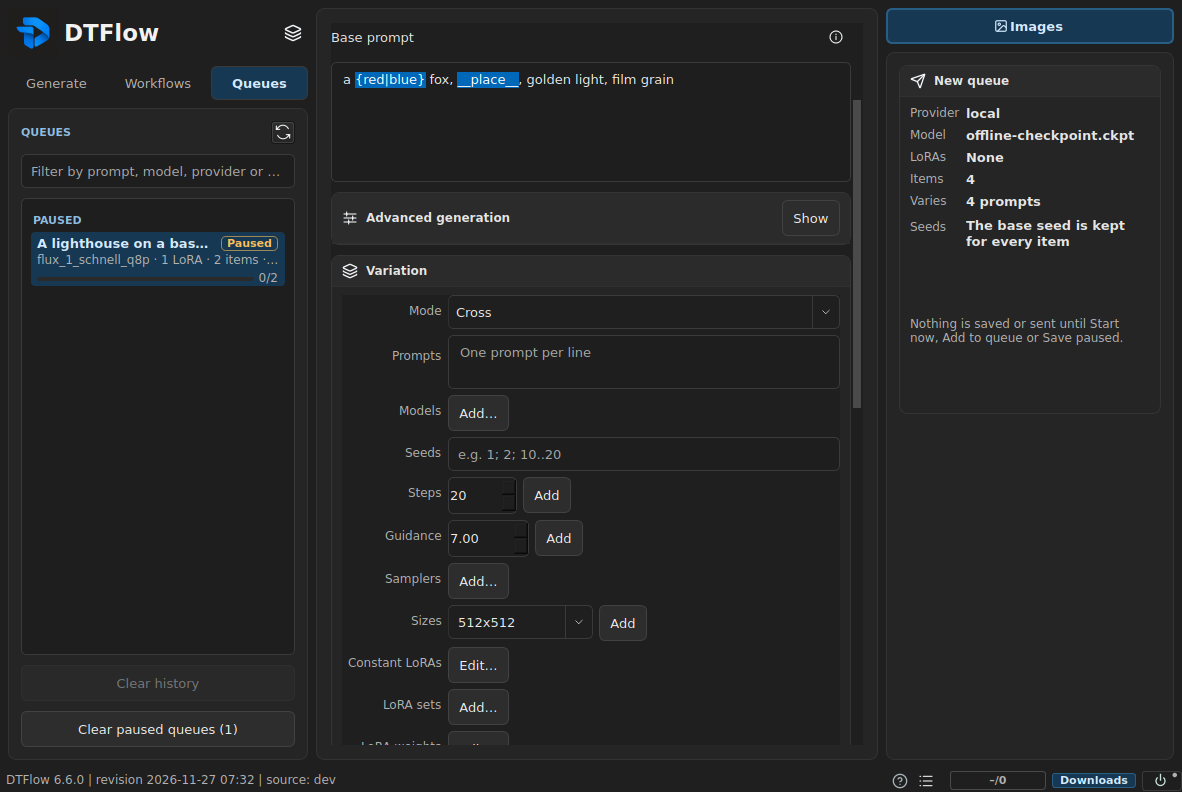 DTFlow
Generate
Workflows
Queues
QUEUES
Filter by prompt, model, provider or ...
PAUSED
A lighthouse on a bas...
Paused
flux_1_schnell_q8p · 1 LoRA · 2 items ·...
0/2
Clear history
Clear paused queues (1)
Base prompt
a {red|blue} fox, __place__, golden light, film grain
Advanced generation
Show
Variation
Mode
Cross
Prompts
One prompt per line
Models
Add...
Seeds
e.g. 1; 2; 10..20
Steps
20
Add
Guidance
7.00
Add
Samplers
Add...
Sizes
512x512
Add
Constant LoRAs
Edit...
LoRA sets
Add...
LoRA weights
Images
New queue
Provider local
Model offline-checkpoint.ckpt
LoRAs None
Items 4
Varies 4 prompts
Seeds The base seed is kept
for every item
Nothing is saved or sent until Start
now, Add to queue or Save paused.
DTFlow 6.6.0 | revision 2026-11-27 07:32 | source: dev
–/0
Downloads